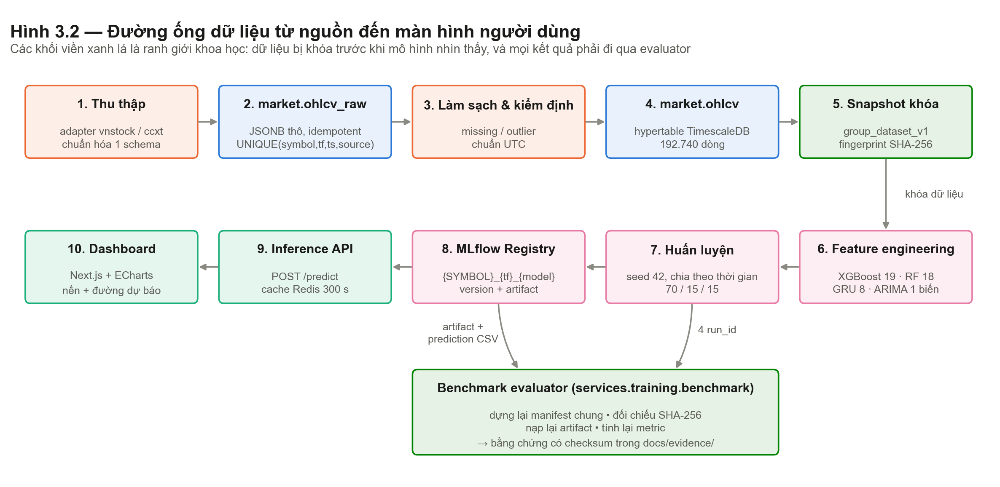 Hình 3.2 — Đường ống dữ liệu từ nguồn đến màn hình người dùng
Các khối viền xanh lá là ranh giới khoa học: dữ liệu bị khóa trước khi mô hình nhìn thấy, và mọi kết quả phải đi qua evaluator
1. Thu thập
adapter vnstock / ccxt
chuẩn hóa 1 schema
2. market.ohlcv_raw
JSONB thô, idempotent
UNIQUE(symbol,tf,ts,source)
3. Làm sạch & kiểm định
missing / outlier
chuẩn UTC
4. market.ohlcv
hypertable TimescaleDB
192.740 dòng
5. Snapshot khóa
group_dataset_v1
fingerprint SHA-256
khóa dữ liệu
10. Dashboard
Next.js + ECharts
nến + đường dự báo
9. Inference API
POST /predict
cache Redis 300 s
8. MLflow Registry
{SYMBOL}_{tf}_{model}
version + artifact
7. Huấn luyện
seed 42, chia theo thời gian
70 / 15 / 15
6. Feature engineering
XGBoost 19 · RF 18
GRU 8 · ARIMA 1 biến
artifact +
prediction CSV
4 run_id
Benchmark evaluator (services.training.benchmark)
dựng lại manifest chung • đối chiếu SHA-256
nạp lại artifact • tính lại metric
→ bằng chứng có checksum trong docs/evidence/